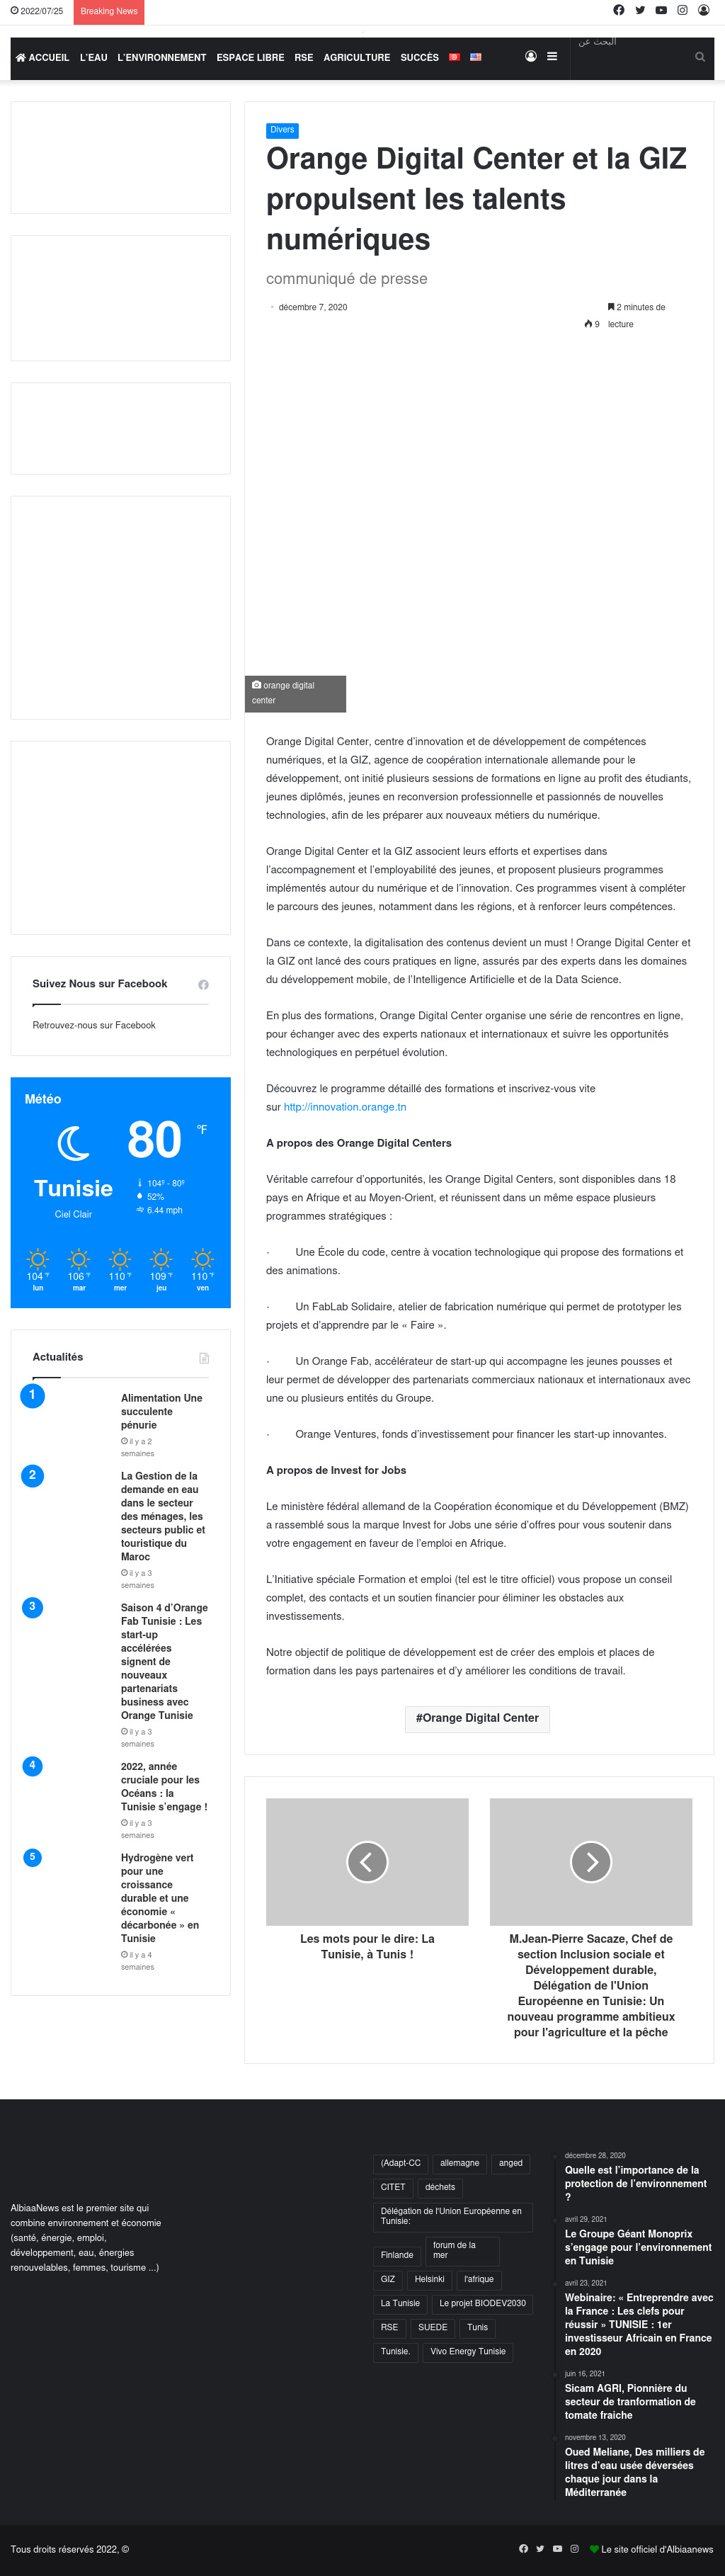 2022/07/25 Breaking News
ACCUEIL L'EAU L'ENVIRONNEMENT ESPACE LIBRE RSE AGRICULTURE SUCCÈS
البحث عن
Divers
Orange Digital Center et la GIZ
propulsent les talents
numériques
communiqué de presse
décembre 7, 2020
9
2 minutes de
lecture
orange digital
center
Orange Digital Center, centre d'innovation et de développement de compétences
numériques, et la GIZ, agence de coopération internationale allemande pour le
développement, ont initié plusieurs sessions de formations en ligne au profit des étudiants,
jeunes diplômés, jeunes en reconversion professionnelle et passionnés de nouvelles
technologies, afin de les préparer aux nouveaux métiers du numérique.
Orange Digital Center et la GIZ associent leurs efforts et expertises dans
l'accompagnement et l'employabilité des jeunes, et proposent plusieurs programmes
implémentés autour du numérique et de l'innovation. Ces programmes visent à compléter
le parcours des jeunes, notamment dans les régions, et à renforcer leurs compétences.
Dans ce contexte, la digitalisation des contenus devient un must ! Orange Digital Center et
la GIZ ont lancé des cours pratiques en ligne, assurés par des experts dans les domaines
du développement mobile, de l'Intelligence Artificielle et de la Data Science.
En plus des formations, Orange Digital Center organise une série de rencontres en ligne,
pour échanger avec des experts nationaux et internationaux et suivre les opportunités
technologiques en perpétuel évolution.
Découvrez le programme détaillé des formations et inscrivez-vous vite
sur http://innovation.orange.tn
A propos des Orange Digital Centers
Véritable carrefour d'opportunités, les Orange Digital Centers, sont disponibles dans 18
pays en Afrique et au Moyen-Orient, et réunissent dans un même espace plusieurs
programmes stratégiques :
· Une École du code, centre à vocation technologique qui propose des formations et
des animations.
· Un FabLab Solidaire, atelier de fabrication numérique qui permet de prototyper les
projets et d'apprendre par le « Faire ».
· Un Orange Fab, accélérateur de start-up qui accompagne les jeunes pousses et
leur permet de développer des partenariats commerciaux nationaux et internationaux avec
une ou plusieurs entités du Groupe.
· Orange Ventures, fonds d'investissement pour financer les start-up innovantes.
A propos de Invest for Jobs
Le ministère fédéral allemand de la Coopération économique et du Développement (BMZ)
a rassemblé sous la marque Invest for Jobs une série d'offres pour vous soutenir dans
votre engagement en faveur de l'emploi en Afrique.
L'Initiative spéciale Formation et emploi (tel est le titre officiel) vous propose un conseil
complet, des contacts et un soutien financier pour éliminer les obstacles aux
investissements.
Notre objectif de politique de développement est de créer des emplois et places de
formation dans les pays partenaires et d'y améliorer les conditions de travail.
#Orange Digital Center
Les mots pour le dire: La
Tunisie, à Tunis !
M.Jean-Pierre Sacaze, Chef de
section Inclusion sociale et
Développement durable,
Délégation de l'Union
Européenne en Tunisie: Un
nouveau programme ambitieux
pour l'agriculture et la pêche
Suivez Nous sur Facebook
Retrouvez-nous sur Facebook
Météo
80 ℉
Tunisie
Ciel Clair
104º - 80º
52%
6.44 mph
104 ℉ 106 ℉ 110 ℉ 109 ℉ 110 ℉
lun mar mer jeu ven
Actualités
1
Alimentation Une
succulente
pénurie
il y a 2
semaines
2
La Gestion de la
demande en eau
dans le secteur
des ménages, les
secteurs public et
touristique du
Maroc
il y a 3
semaines
3
Saison 4 d'Orange
Fab Tunisie : Les
start-up
accélérées
signent de
nouveaux
partenariats
business avec
Orange Tunisie
il y a 3
semaines
4
2022, année
cruciale pour les
Océans : la
Tunisie s'engage !
il y a 3
semaines
5
Hydrogène vert
pour une
croissance
durable et une
économie «
décarbonée » en
Tunisie
il y a 4
semaines
AlbiaaNews est le premier site qui
combine environnement et économie
(santé, énergie, emploi,
développement, eau, énergies
renouvelables, femmes, tourisme ...)
(Adapt-CC allemagne anged
CITET déchets
Délégation de l'Union Européenne en
Tunisie:
Finlande forum de la
mer
GIZ Helsinki l'afrique
La Tunisie Le projet BIODEV2030
RSE SUEDE Tunis
Tunisie. Vivo Energy Tunisie
décembre 28, 2020
Quelle est l'importance de la
protection de l'environnement
?
avril 29, 2021
Le Groupe Géant Monoprix
s'engage pour l'environnement
en Tunisie
avril 23, 2021
Webinaire: « Entreprendre avec
la France : Les clefs pour
réussir » TUNISIE : 1er
investisseur Africain en France
en 2020
juin 16, 2021
Sicam AGRI, Pionnière du
secteur de tranformation de
tomate fraiche
novembre 13, 2020
Oued Meliane, Des milliers de
litres d'eau usée déversées
chaque jour dans la
Méditerranée
Tous droits réservés 2022, ©
Le site officiel d'Albiaanews